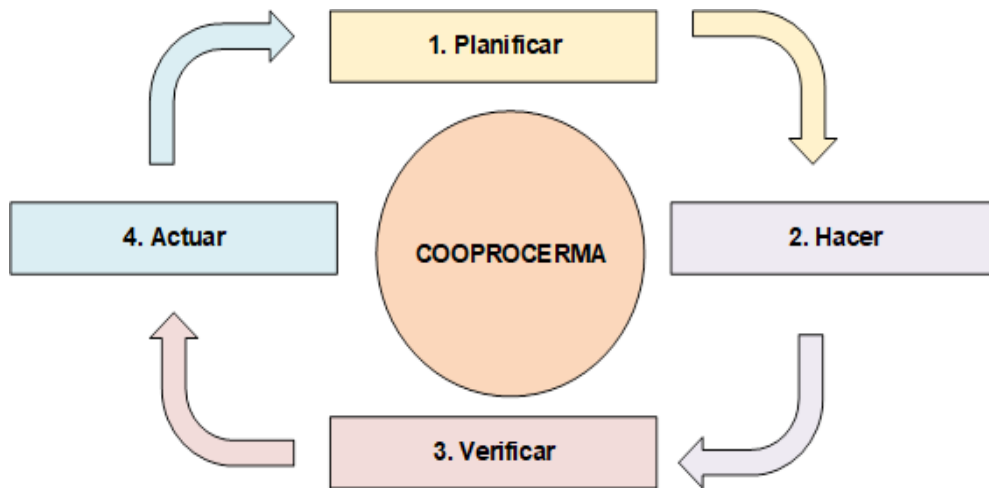 1. Planificar
4. Actuar
COOPROCERMA
2. Hacer
3. Verificar